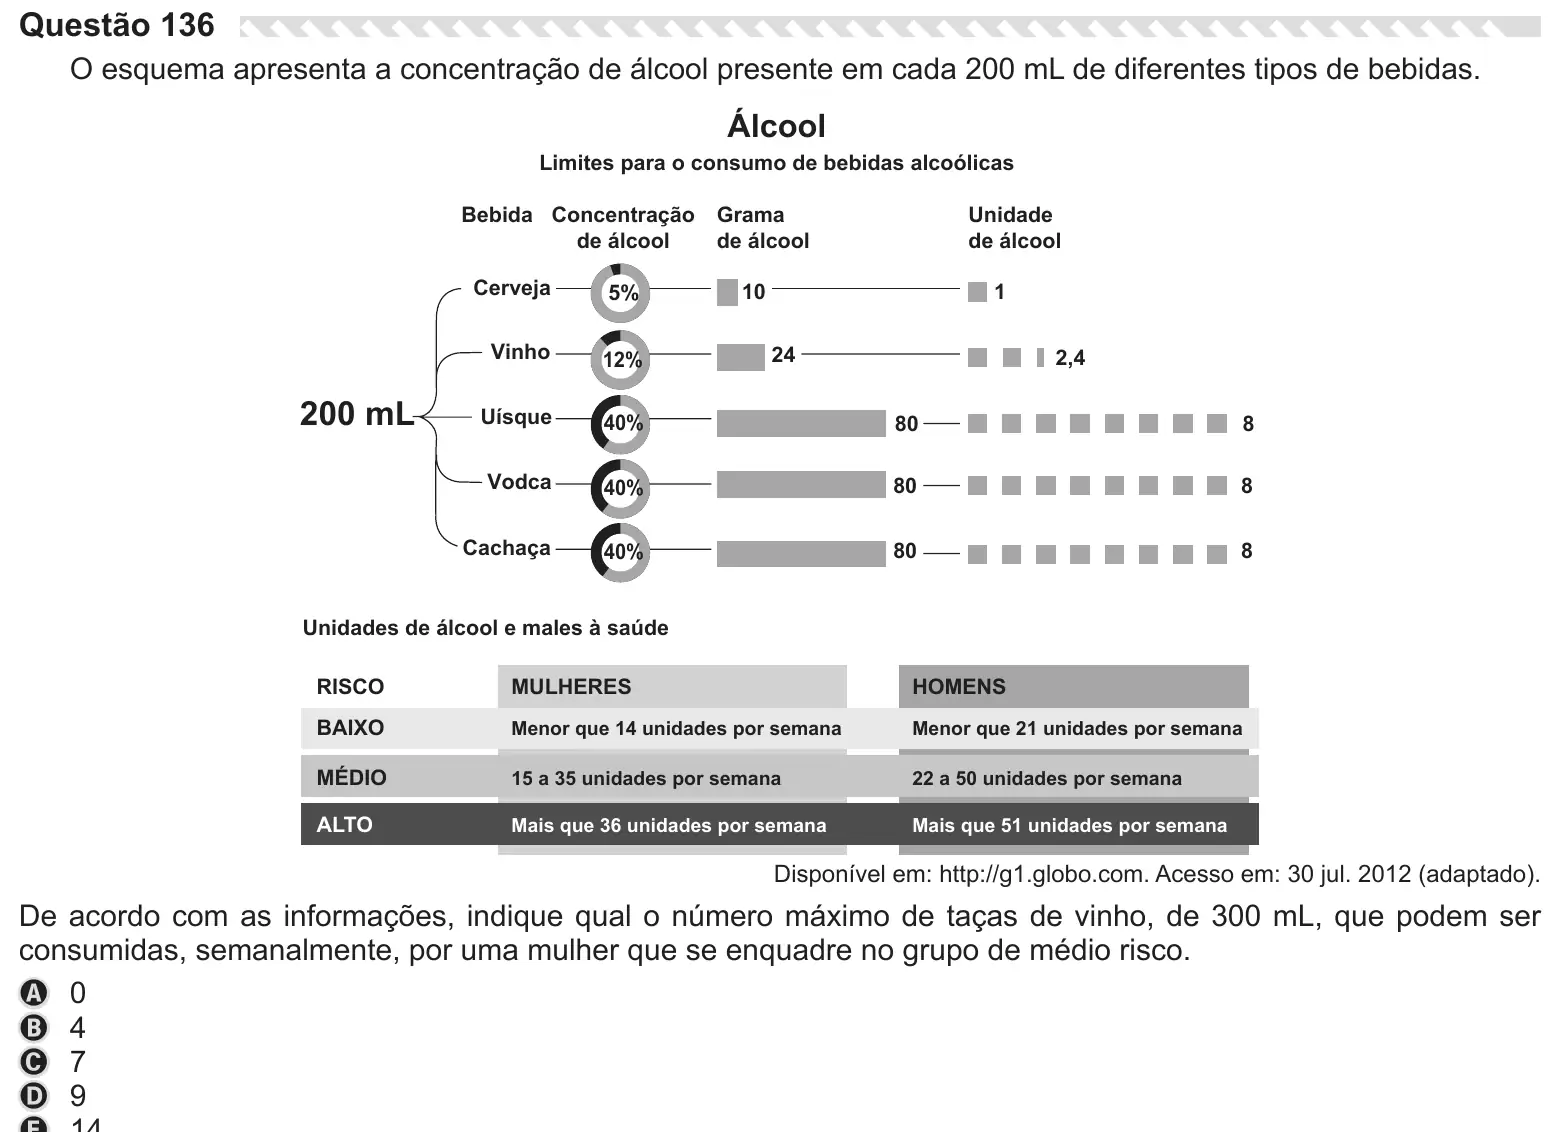 Questão 136
O esquema apresenta a concentração de álcool presente em cada 200 mL de diferentes tipos de bebidas.
Álcool
Limites para o consumo de bebidas alcoólicas
Bebida Concentração de álcool Grama de álcool Unidade de álcool
200 mL
Cerveja 5% 10 1
Vinho 12% 24 2,4
Uísque 40% 80 8
Vodca 40% 80 8
Cachaça 40% 80 8
Unidades de álcool e males à saúde
RISCO MULHERES HOMENS
BAIXO Menor que 14 unidades por semana Menor que 21 unidades por semana
MÉDIO 15 a 35 unidades por semana 22 a 50 unidades por semana
ALTO Mais que 36 unidades por semana Mais que 51 unidades por semana
Disponível em: http://g1.globo.com. Acesso em: 30 jul. 2012 (adaptado).
De acordo com as informações, indique qual o número máximo de taças de vinho, de 300 mL, que podem ser
consumidas, semanalmente, por uma mulher que se enquadre no grupo de médio risco.
A 0
B 4
C 7
D 9
E 14